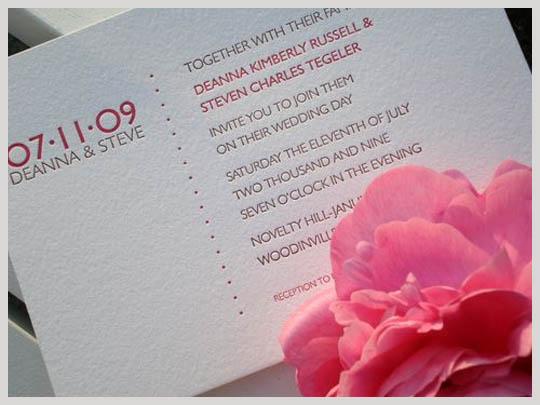 07·11·09
DEANNA & STEVE
TOGETHER WITH THEIR
DEANNA KIMBERLY RUSSELL &
STEVEN CHARLES TEGELER
INVITE YOU TO JOIN THEM
ON THEIR WEDDING DAY
SATURDAY THE ELEVENTH OF JULY
TWO THOUSAND AND NINE
SEVEN O'CLOCK IN THE EVENING
NOVELTY HILL-JANU
WOODINVILLE
RECEPTION TO